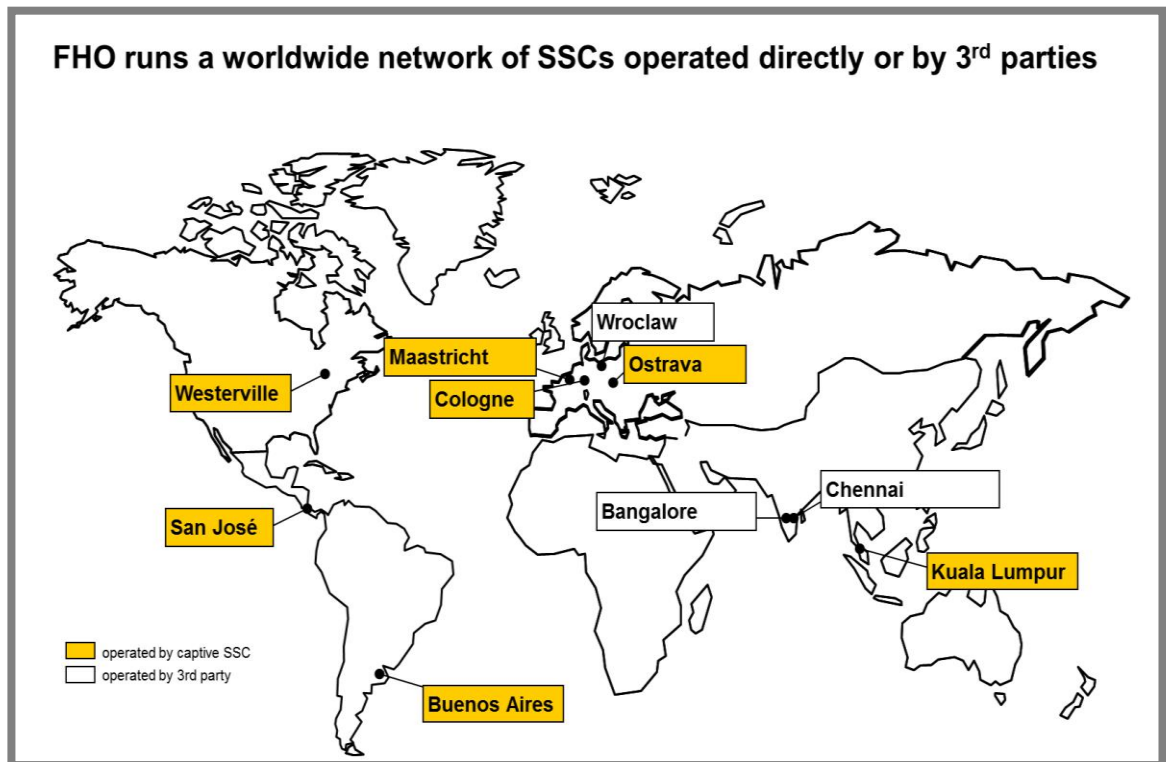 FHO runs a worldwide network of SSCs operated directly or by 3rd parties
Wroclaw
Maastricht
Ostrava
Westerville
Cologne
Chennai
Bangalore
San José
Kuala Lumpur
operated by captive SSC
operated by 3rd party
Buenos Aires